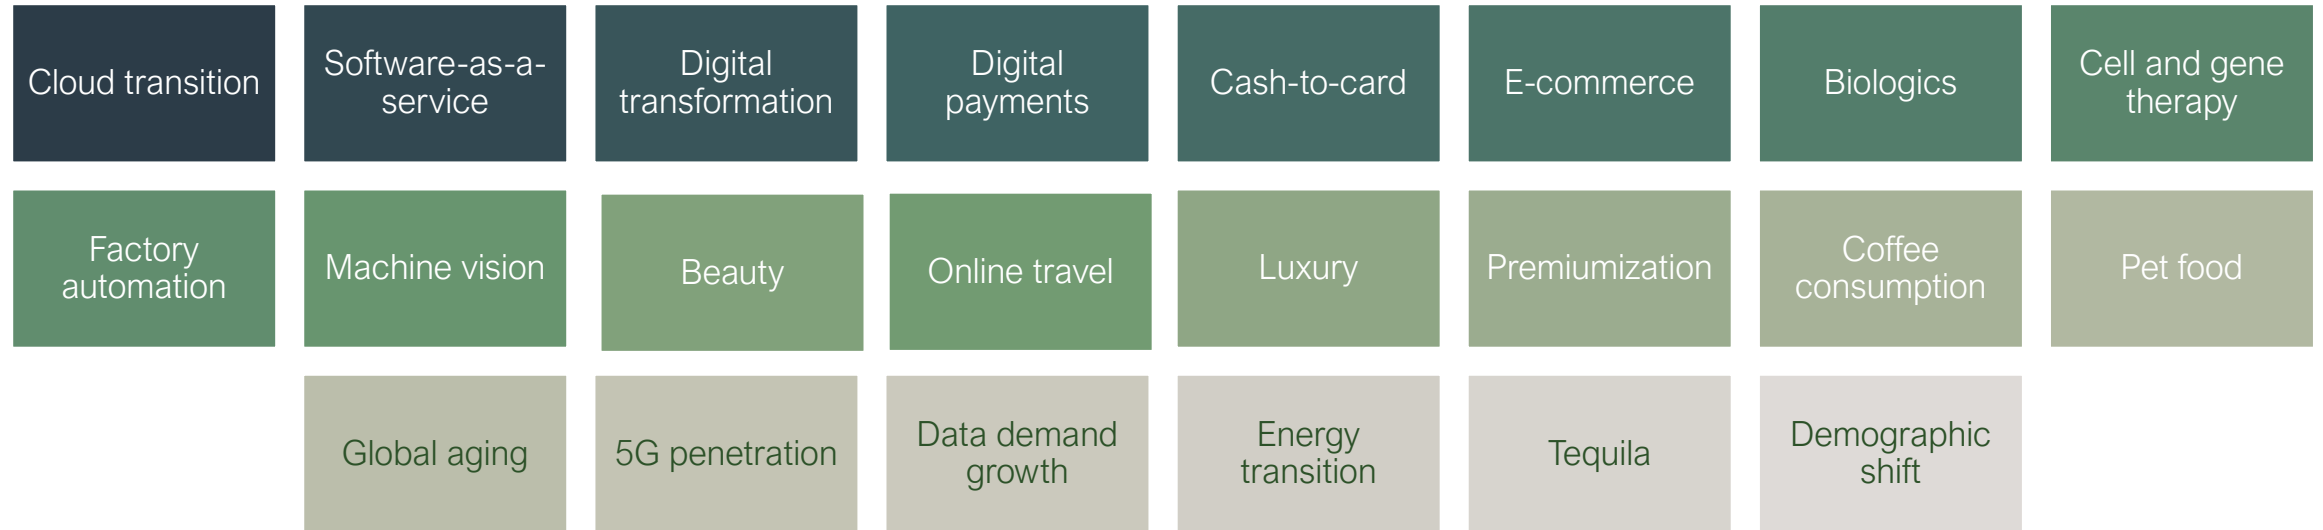 Cloud transition
Software-as-a-
service
Digital
transformation
Digital
payments
Cash-to-card
E-commerce
Biologics
Cell and gene
therapy
Factory
automation
Machine vision
Beauty
Online travel
Luxury
Premiumization
Coffee
consumption
Pet food
Global aging
5G penetration
Data demand
growth
Energy
transition
Tequila
Demographic
shift